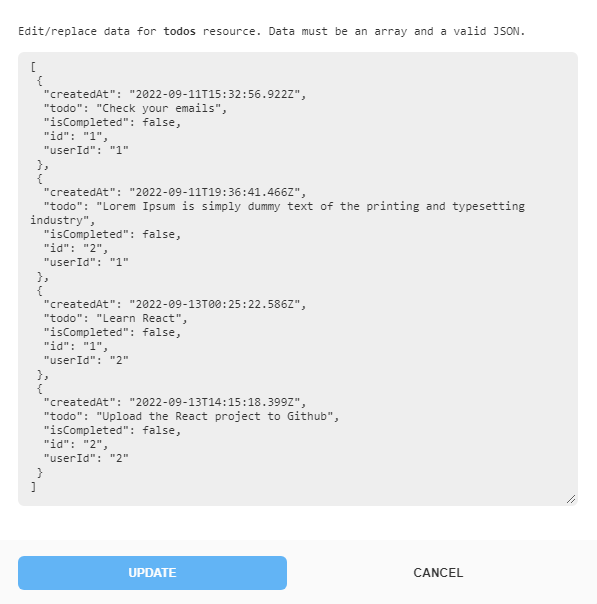 Edit/replace data for todos resource. Data must be an array and a valid JSON.
[
 {
  "createdAt": "2022-09-11T15:32:56.922Z",
  "todo": "Check your emails",
  "isCompleted": false,
  "id": "1",
  "userId": "1"
 },
 {
  "createdAt": "2022-09-11T19:36:41.466Z",
  "todo": "Lorem Ipsum is simply dummy text of the printing and typesetting
industry",
  "isCompleted": false,
  "id": "2",
  "userId": "1"
 },
 {
  "createdAt": "2022-09-13T00:25:22.586Z",
  "todo": "Learn React",
  "isCompleted": false,
  "id": "1",
  "userId": "2"
 },
 {
  "createdAt": "2022-09-13T14:15:18.399Z",
  "todo": "Upload the React project to Github",
  "isCompleted": false,
  "id": "2",
  "userId": "2"
 }
]
UPDATE
CANCEL